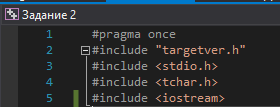 Задание 2
1 #pragma once
2 #include "targetver.h"
3 #include <stdio.h>
4 #include <tchar.h>
5 #include <iostream>